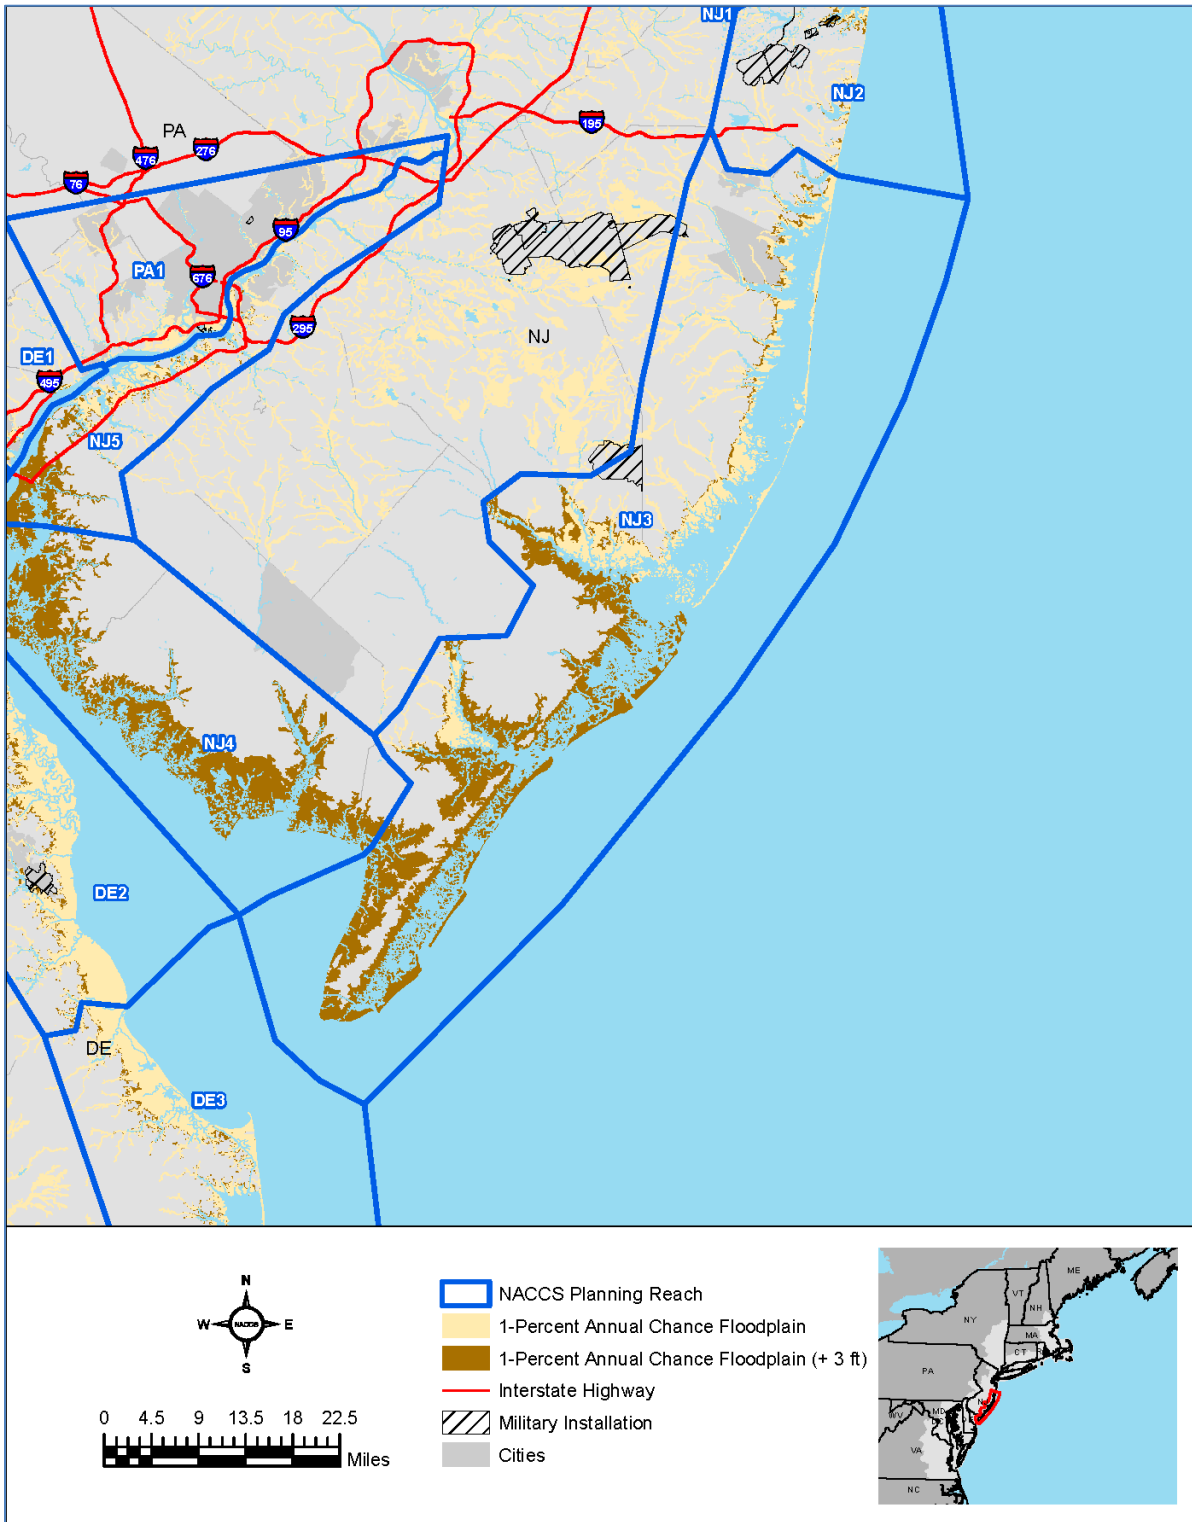 NJ1
NJ2
195
PA
276
476
76
95
PA1
676
NJ
295
DE1
495
NJ5
NJ3
NJ4
DE2
DE
DE3
N
W NACCS E
S
0 4.5 9 13.5 18 22.5
Miles
NACCS Planning Reach
1-Percent Annual Chance Floodplain
1-Percent Annual Chance Floodplain (+ 3 ft)
Interstate Highway
Military Installation
Cities
ME
VT
NH
NY
MA
CT
PA
MD
WV
VA
NC